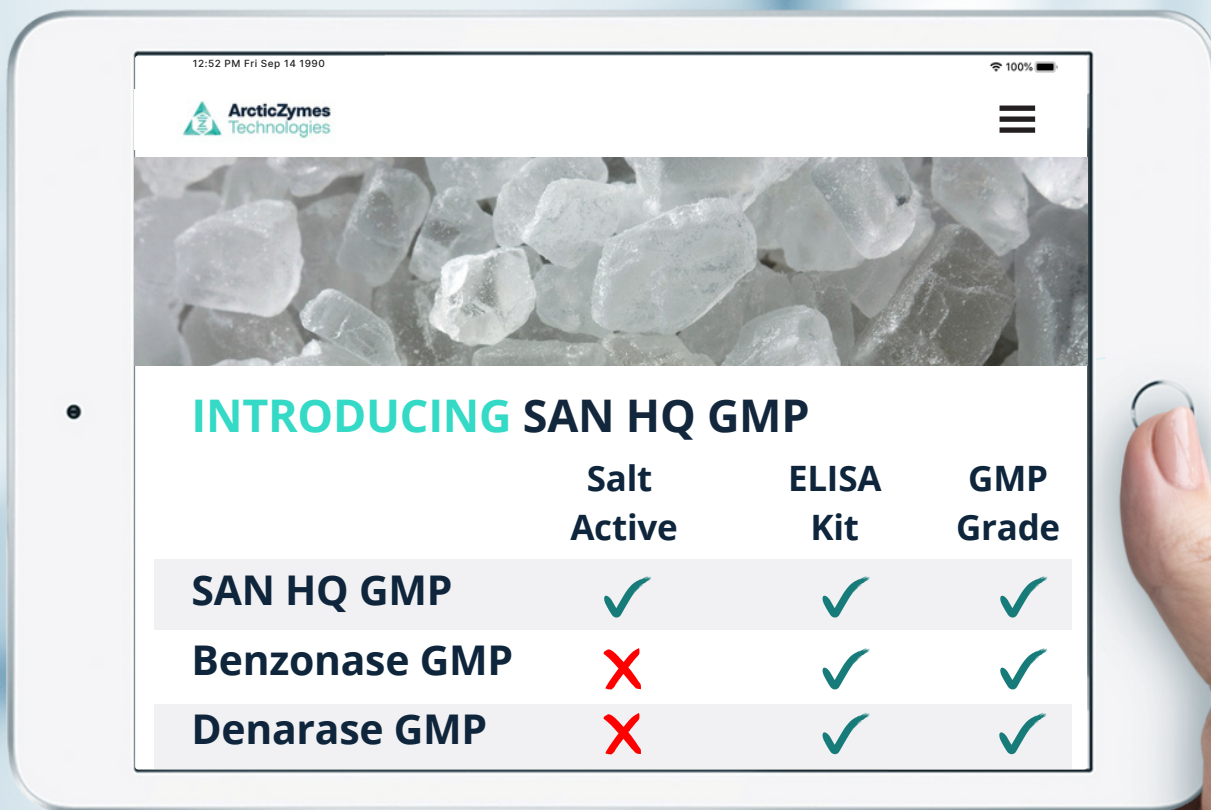 12:52 PM Fri Sep 14 1990
100%
ArcticZymes
Technologies
INTRODUCING SAN HQ GMP
Salt Active
ELISA Kit
GMP Grade
SAN HQ GMP
Benzonase GMP
Denarase GMP